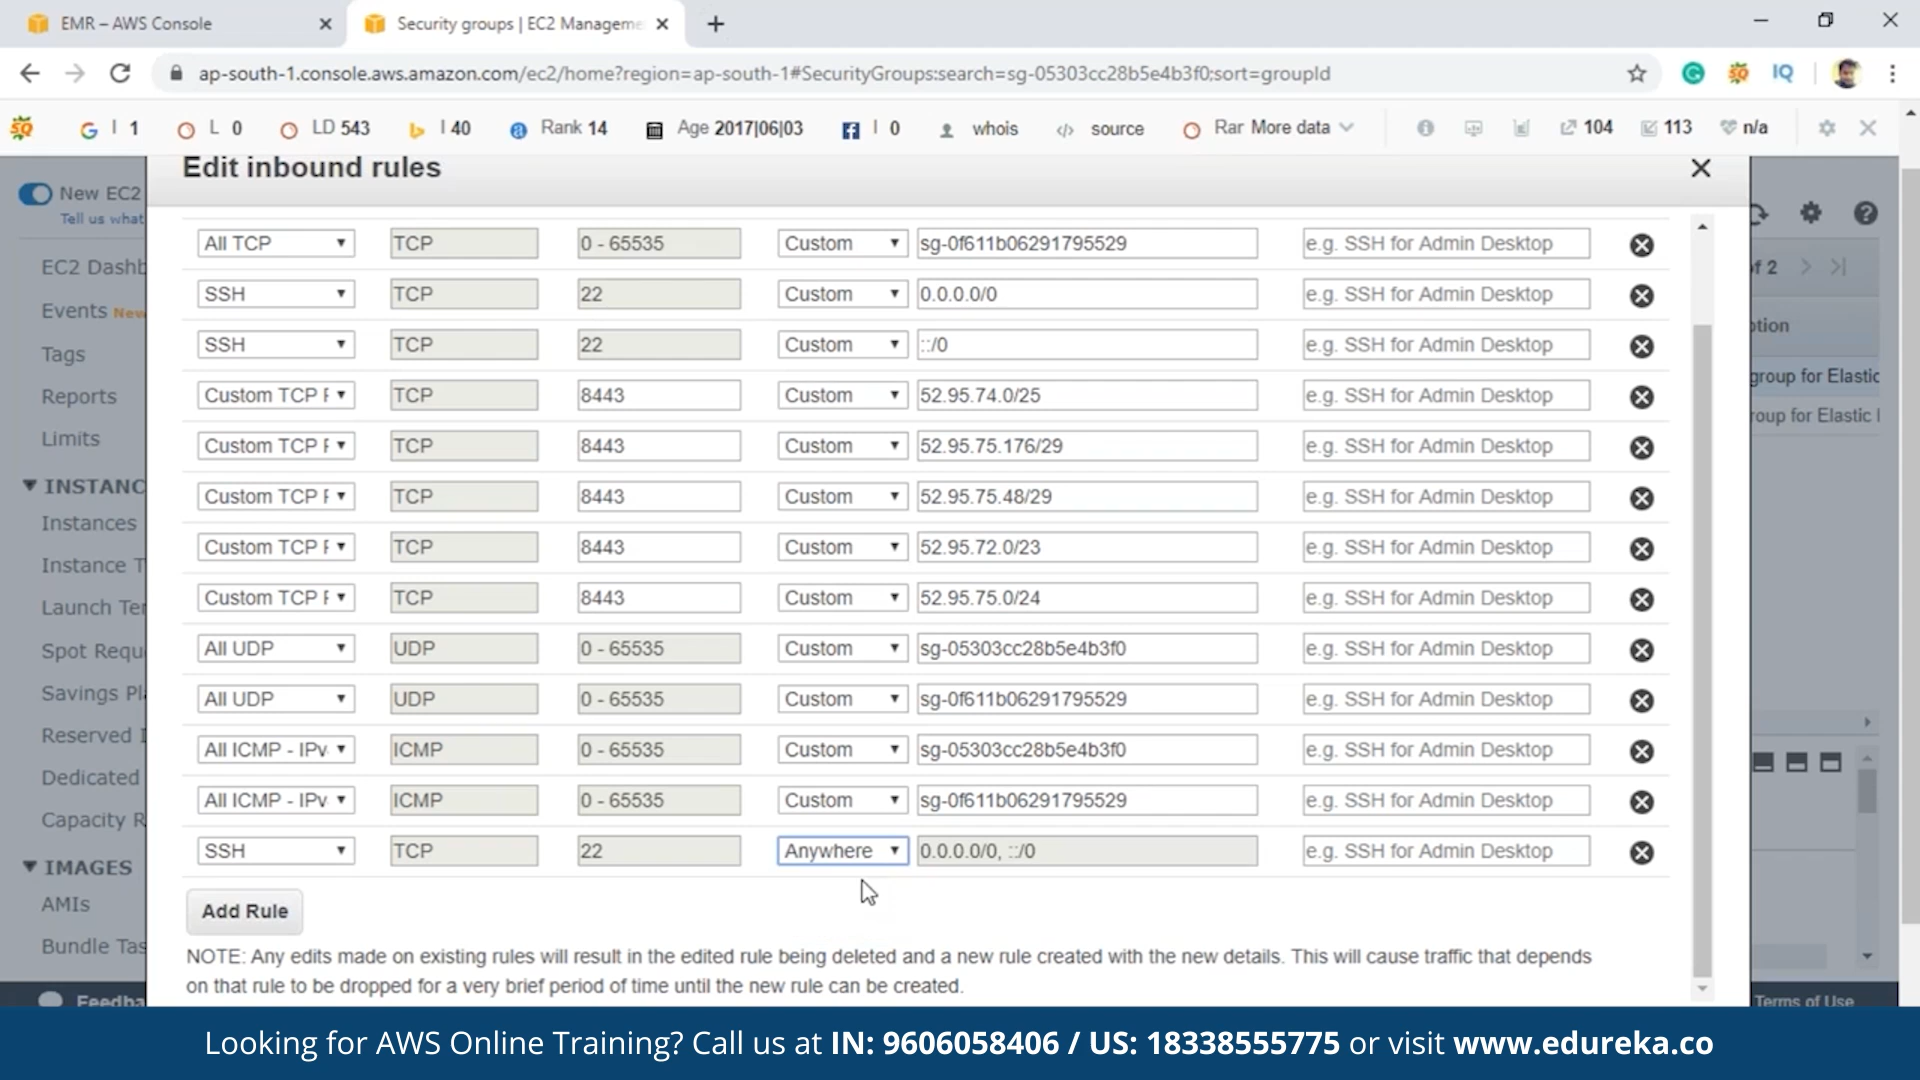 EMR – AWS Console
Security groups | EC2 Manageme
ap-south-1.console.aws.amazon.com/ec2/home?region=ap-south-1#SecurityGroups:search=sg-05303cc28b5e4b3f0;sort=groupId
IQ
SQ G I 1 L 0 LD 543 I 40 Rank 14 Age 2017|06|03 I 0 whois </> source Rar More data 104 113 n/a
Edit inbound rules
New EC2
Tell us what
EC2 Dashb
Events New
Tags
Reports
Limits
INSTANC
Instances
Instance T
Launch Ter
Spot Requ
Savings Pl
Reserved I
Dedicated
Capacity R
IMAGES
AMIs
Bundle Tas
All TCP TCP 0 - 65535 Custom sg-0f611b06291795529 e.g. SSH for Admin Desktop
SSH TCP 22 Custom 0.0.0.0/0 e.g. SSH for Admin Desktop
SSH TCP 22 Custom ::/0 e.g. SSH for Admin Desktop
Custom TCP F TCP 8443 Custom 52.95.74.0/25 e.g. SSH for Admin Desktop
Custom TCP F TCP 8443 Custom 52.95.75.176/29 e.g. SSH for Admin Desktop
Custom TCP F TCP 8443 Custom 52.95.75.48/29 e.g. SSH for Admin Desktop
Custom TCP F TCP 8443 Custom 52.95.72.0/23 e.g. SSH for Admin Desktop
Custom TCP F TCP 8443 Custom 52.95.75.0/24 e.g. SSH for Admin Desktop
All UDP UDP 0 - 65535 Custom sg-05303cc28b5e4b3f0 e.g. SSH for Admin Desktop
All UDP UDP 0 - 65535 Custom sg-0f611b06291795529 e.g. SSH for Admin Desktop
All ICMP - IPv ICMP 0 - 65535 Custom sg-05303cc28b5e4b3f0 e.g. SSH for Admin Desktop
All ICMP - IPv ICMP 0 - 65535 Custom sg-0f611b06291795529 e.g. SSH for Admin Desktop
SSH TCP 22 Anywhere 0.0.0.0/0, ::/0 e.g. SSH for Admin Desktop
Add Rule
NOTE: Any edits made on existing rules will result in the edited rule being deleted and a new rule created with the new details. This will cause traffic that depends
on that rule to be dropped for a very brief period of time until the new rule can be created.
of 2
ption
group for Elastic
roup for Elastic
Feedba
Terms of Use
Looking for AWS Online Training? Call us at IN: 9606058406 / US: 18338555775 or visit www.edureka.co